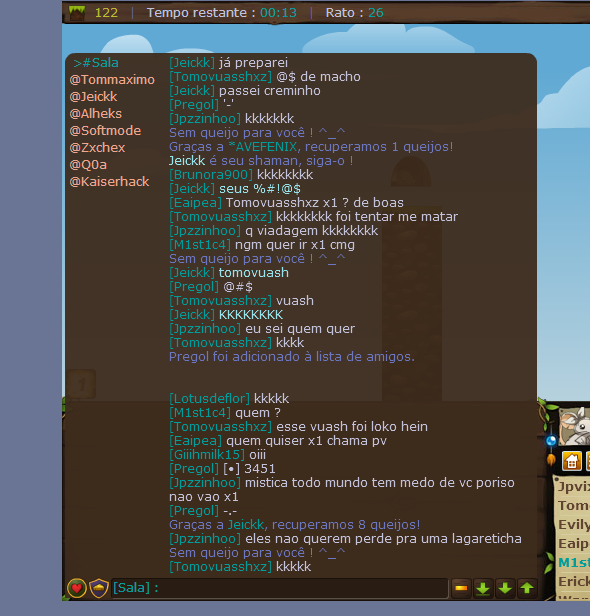 122 | Tempo restante : 00:13 | Rato : 26
>#Sala
@Tommaximo
@Jeickk
@Alheks
@Softmode
@Zxchex
@Q0a
@Kaiserhack
[Jeickk] já preparei
[Tomovuasshxz] @$ de macho
[Jeickk] passei creminho
[Pregol] '-'
[Jpzzinhoo] kkkkkkk
Sem queijo para você ! ^_^
Graças a *AVEFENIX, recuperamos 1 queijos!
Jeickk é seu shaman, siga-o !
[Brunora900] kkkkkkkk
[Jeickk] seus %#!@$
[Eaipea] Tomovuasshxz x1 ? de boas
[Tomovuasshxz] kkkkkkkk foi tentar me matar
[Jpzzinhoo] q viadagem kkkkkkkk
[M1st1c4] ngm quer ir x1 cmg
Sem queijo para você ! ^_^
[Jeickk] tomovuash
[Pregol] @#$
[Tomovuasshxz] vuash
[Jeickk] KKKKKKKK
[Jpzzinhoo] eu sei quem quer
[Tomovuasshxz] kkkk
Pregol foi adicionado à lista de amigos.
[Lotusdeflor] kkkkk
[M1st1c4] quem ?
[Tomovuasshxz] esse vuash foi loko hein
[Eaipea] quem quiser x1 chama pv
[Giiihmilk15] oiii
[Pregol] [•] 3451
[Jpzzinhoo] mistica todo mundo tem medo de vc poriso
nao vao x1
[Pregol] -.-
Graças a Jeickk, recuperamos 8 queijos!
[Jpzzinhoo] eles nao querem perde pra uma lagareticha
Sem queijo para você ! ^_^
[Tomovuasshxz] kkkkk
[Sala] :
Jpvix
Tomo
Evily
Eaipe
M1st
Erick